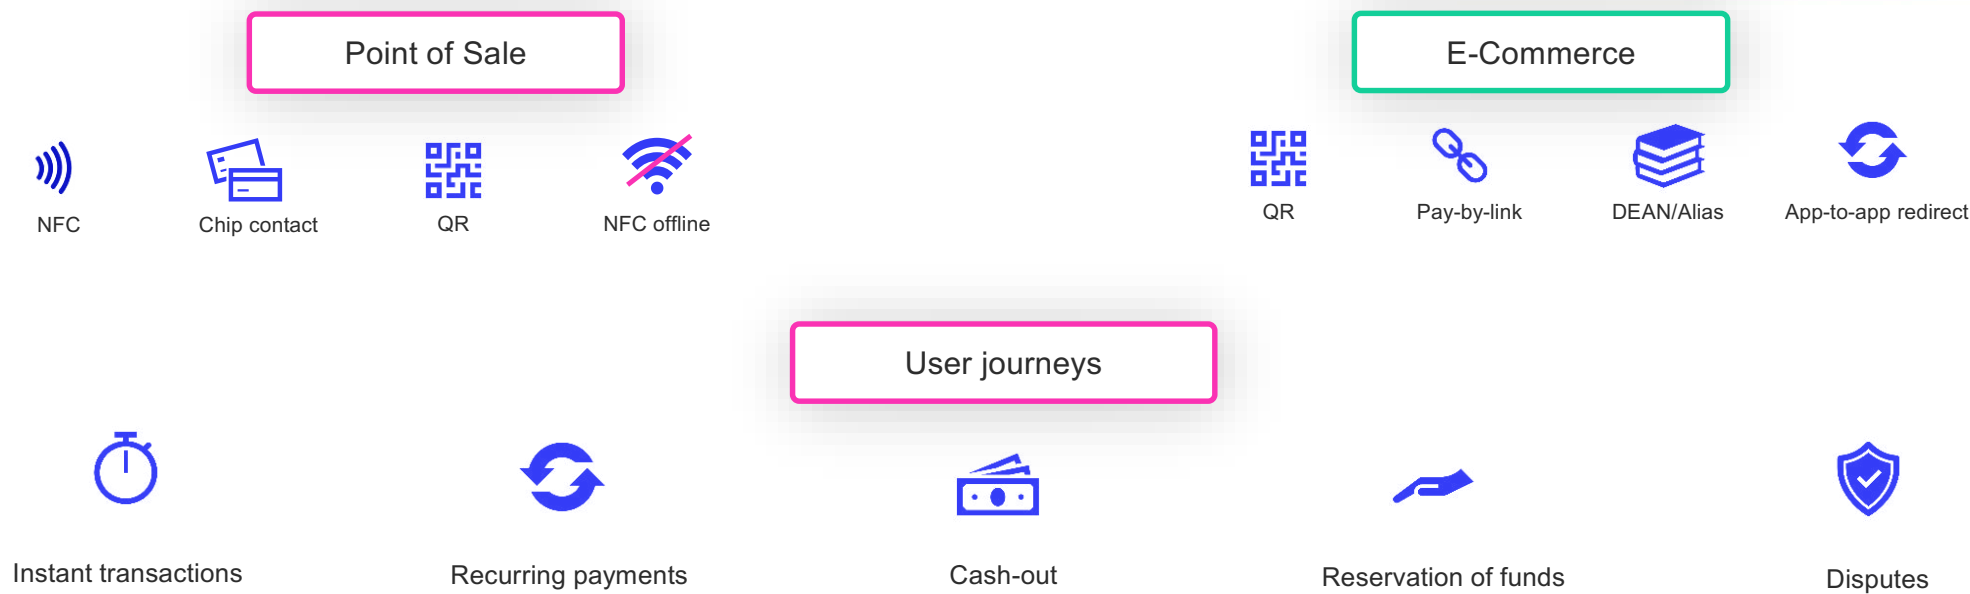 Point of Sale
E-Commerce
NFC
Chip contact
QR
NFC offline
QR
Pay-by-link
DEAN/Alias
App-to-app redirect
User journeys
Instant transactions
Recurring payments
Cash-out
Reservation of funds
Disputes